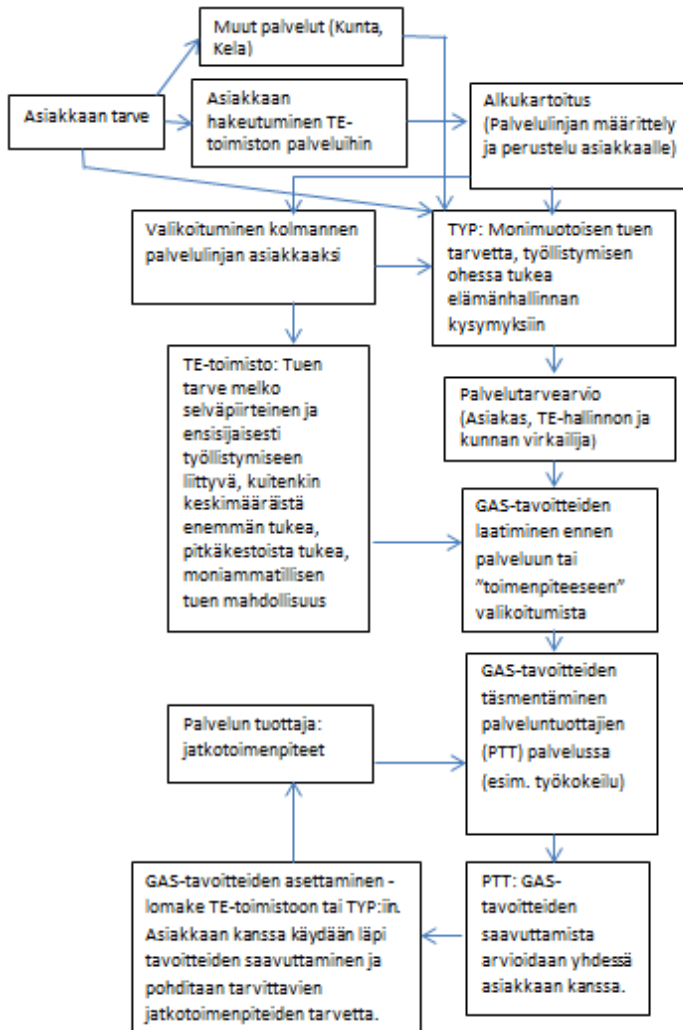 Muut palvelut (Kunta,
Kela)
Asiakkaan tarve
Asiakkaan
hakeutuminen TE-
toimiston palveluihin
Alkukartoitus
(Palvelulinjan määrittely
ja perustelu asiakkaalle)
Valikoituminen kolmannen
palvelulinjan asiakkaaksi
TYP: Monimuotoisen tuen
tarvetta, työllistymisen
ohessa tukea
elämänhallinnan
kysymyksiin
TE-toimisto: Tuen
tarve melko
selväpiirteinen ja
ensisijaisesti
työllistymiseen
liittyvä, kuitenkin
keskimääräistä
enemmän tukea,
pitkäkestoista tukea,
moniammatillisen
tuen mahdollisuus
Palvelutarvearvio
(Asiakas, TE-hallinnon ja
kunnan virkailija)
GAS-tavoitteiden
laatiminen ennen
palveluun tai
”toimenpiteeseen”
valikoitumista
GAS-tavoitteiden
täsmentäminen
palveluntuottajien
(PTT) palvelussa
(esim. työkokeilu)
Palvelun tuottaja:
jatkotoimenpiteet
GAS-tavoitteiden asettaminen -
lomake TE-toimistoon tai TYP:iin.
Asiakkaan kanssa käydään läpi
tavoitteiden saavuttaminen ja
pohditaan tarvittavien
jatkotoimenpiteiden tarvetta.
PTT: GAS-
tavoitteiden
saavuttamista
arvioidaan yhdessä
asiakkaan kanssa.